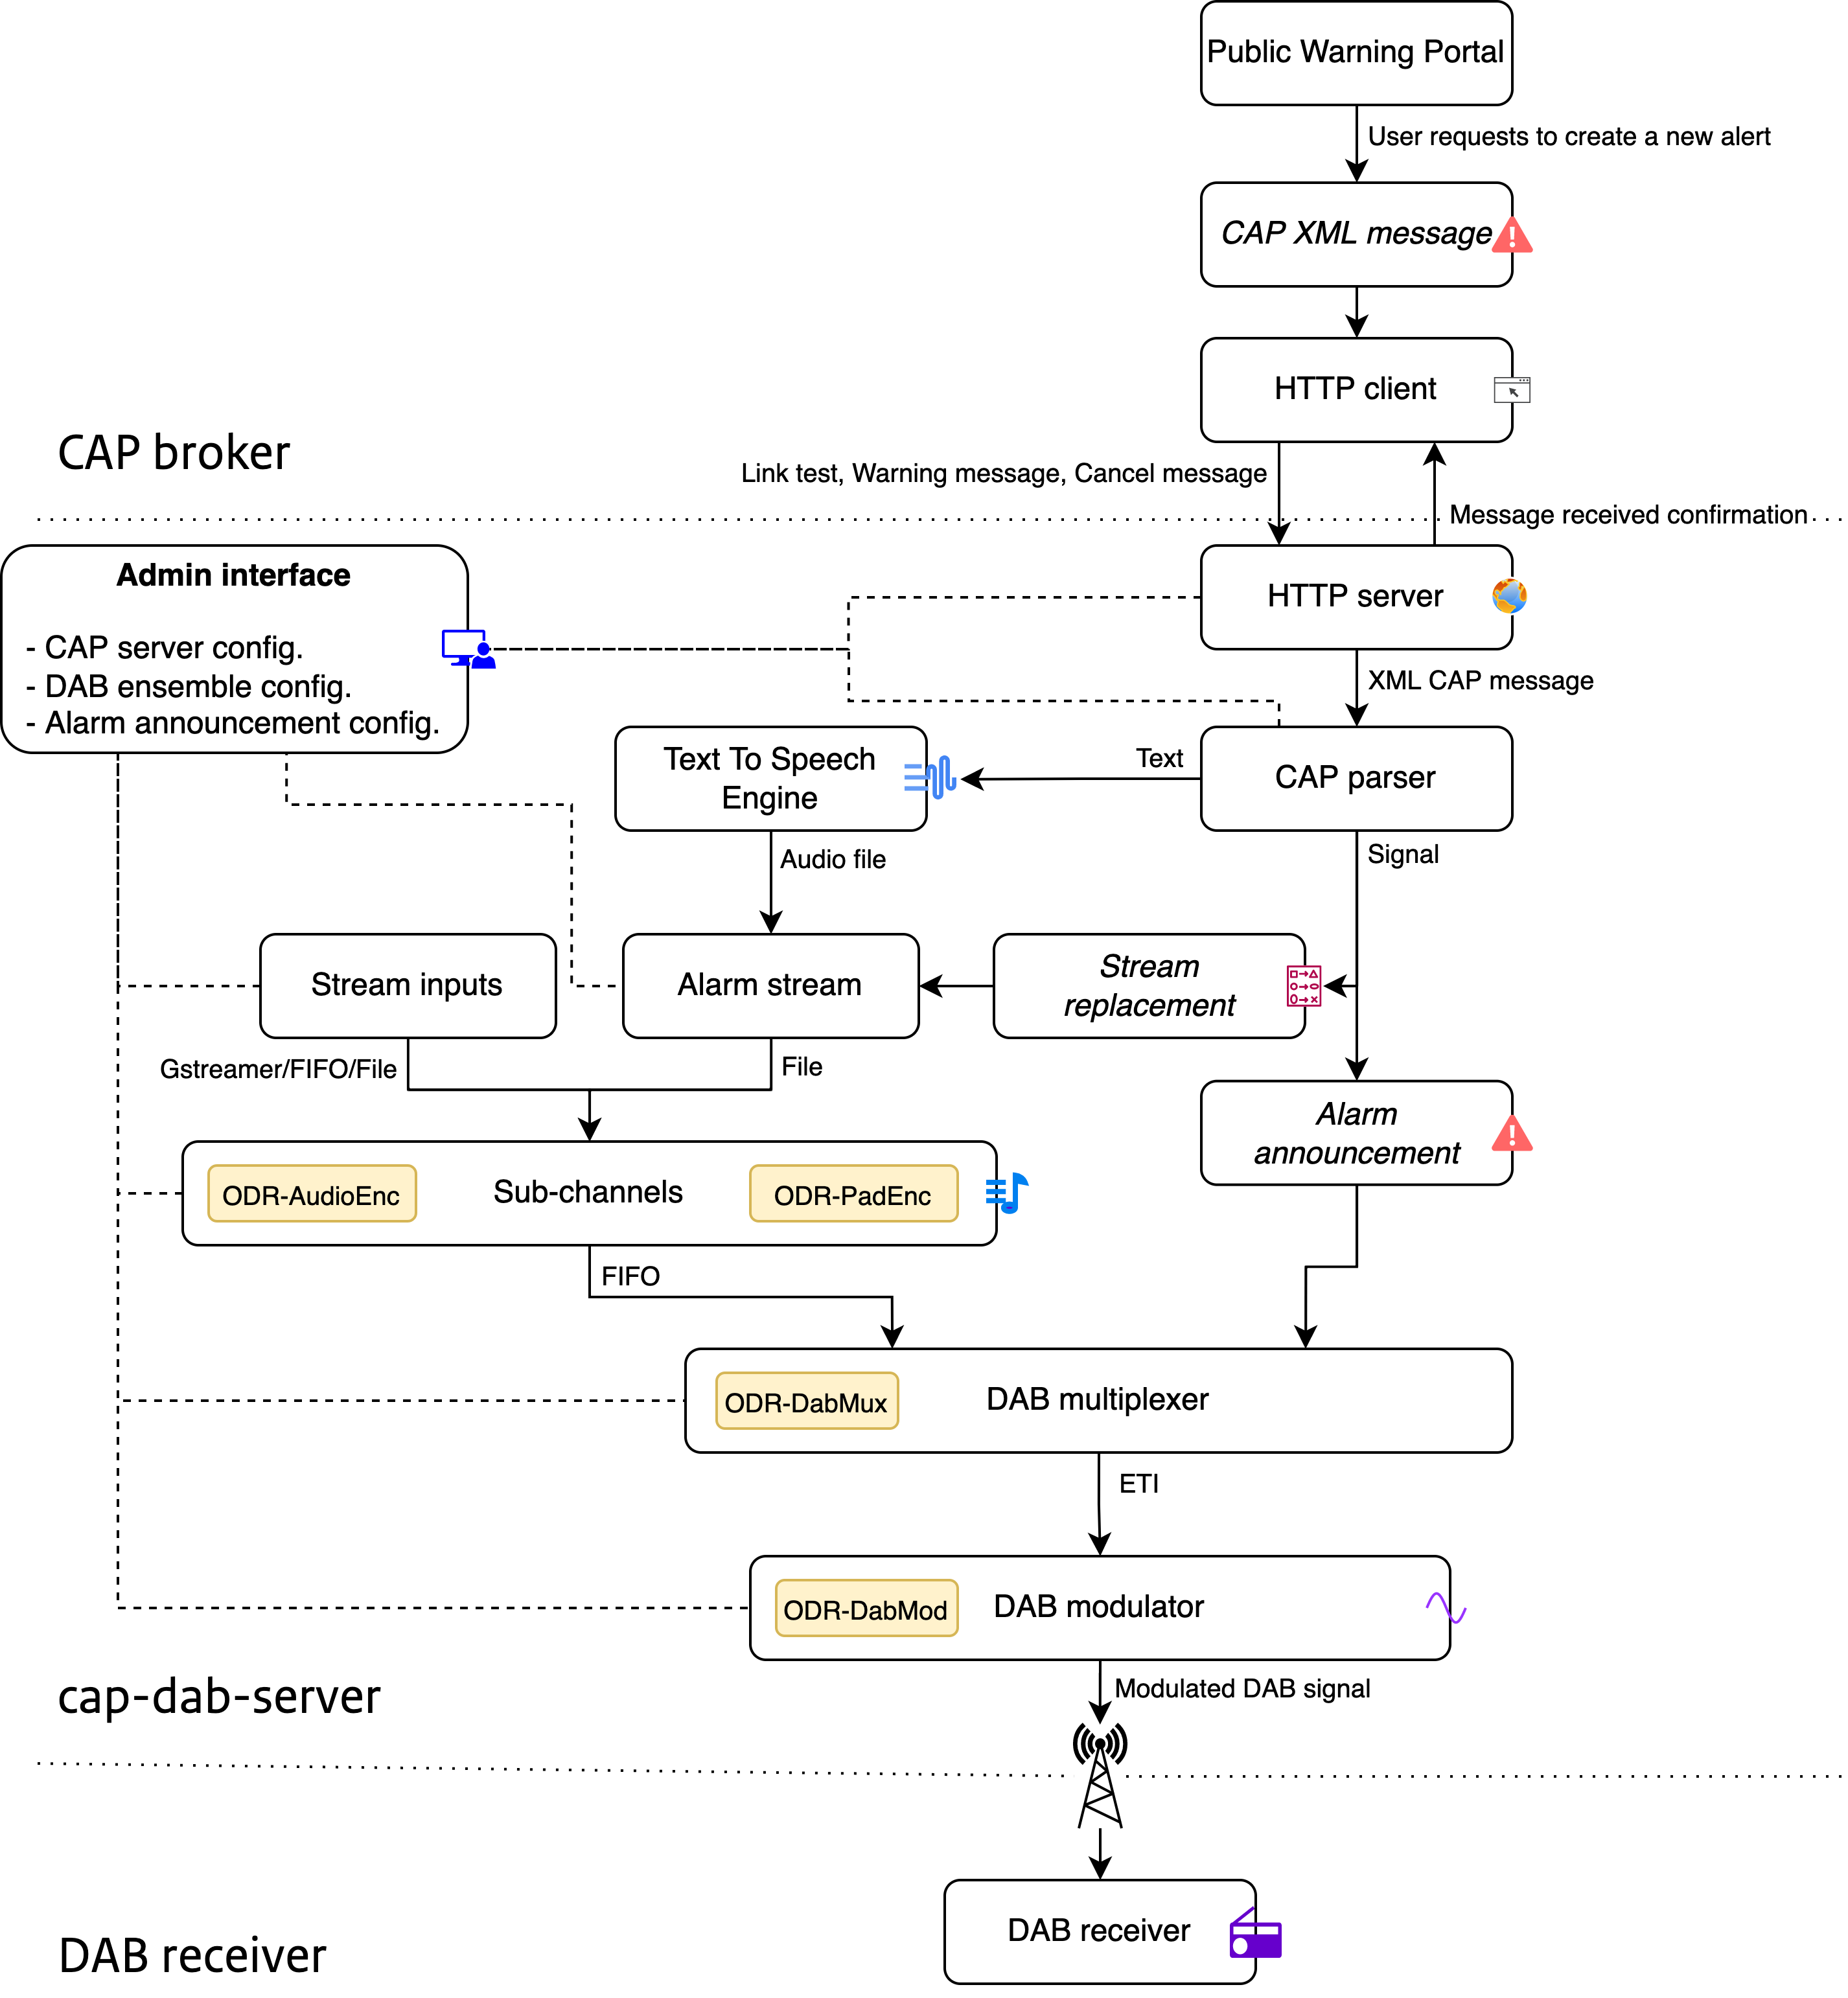 Public Warning Portal
User requests to create a new alert
CAP XML message
HTTP client
CAP broker
Link test, Warning message, Cancel message
Message received confirmation
Admin interface
- CAP server config.
- DAB ensemble config.
- Alarm announcement config.
HTTP server
XML CAP message
Text To Speech
Engine
Text
CAP parser
Audio file
Signal
Stream inputs
Alarm stream
Stream
replacement
Gstreamer/FIFO/File
File
Alarm
announcement
ODR-AudioEnc
Sub-channels
ODR-PadEnc
FIFO
ODR-DabMux
DAB multiplexer
ETI
ODR-DabMod
DAB modulator
cap-dab-server
Modulated DAB signal
DAB receiver
DAB receiver